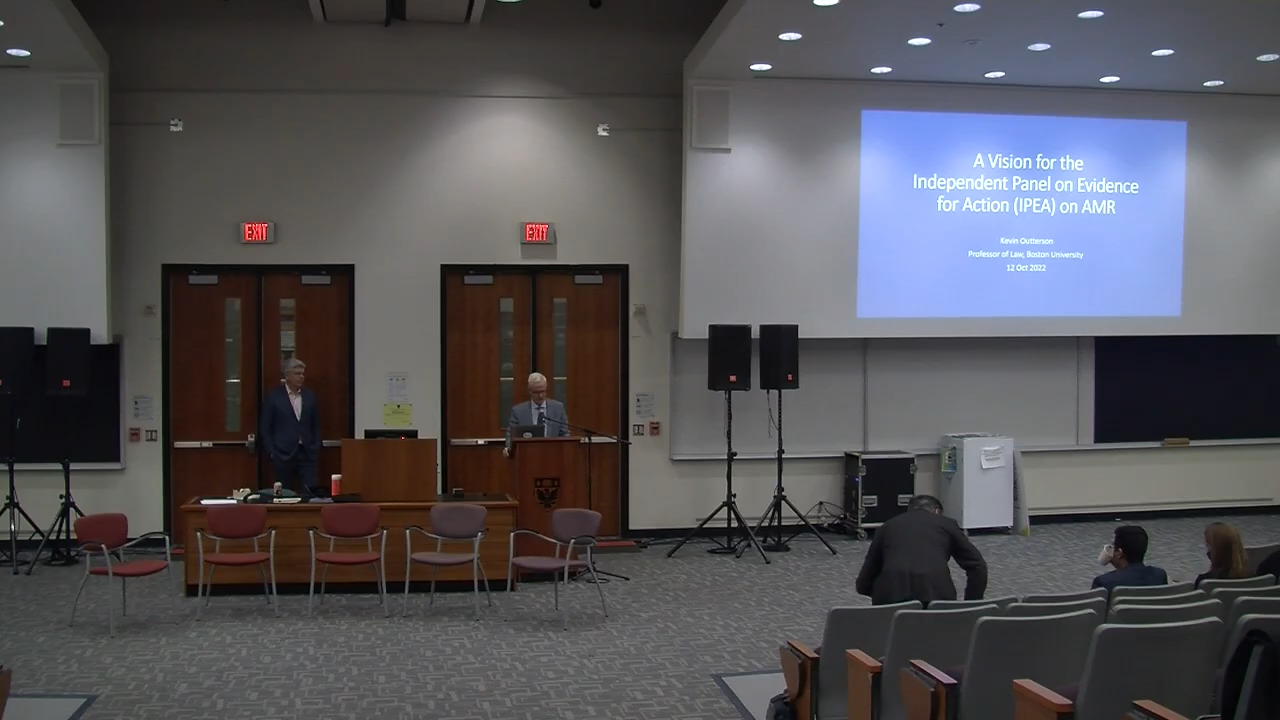 A Vision for the
Independent Panel on Evidence
for Action (IPEA) on AMR
Kevin Outterson
Professor of Law, Boston University
12 Oct 2022
EXIT
EXIT